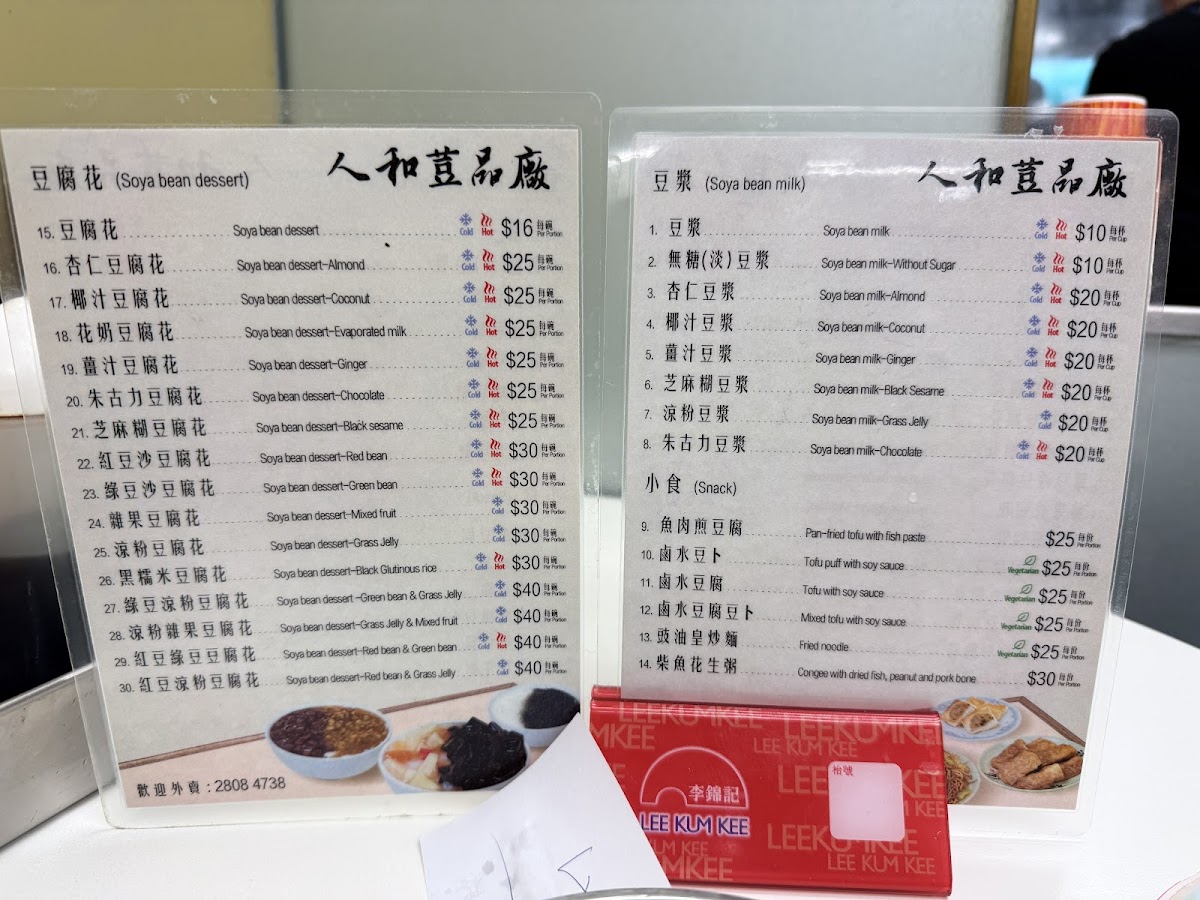 豆腐花 (Soya bean dessert) 人和荳品廠
15. 豆腐花 Soya bean dessert Cold Hot $16 每碗 Per Portion
16. 杏仁豆腐花 Soya bean dessert-Almond Cold Hot $25 每碗 Per Portion
17. 椰汁豆腐花 Soya bean dessert-Coconut Cold Hot $25 每碗 Per Portion
18. 花奶豆腐花 Soya bean dessert-Evaporated milk Cold Hot $25 每碗 Per Portion
19. 薑汁豆腐花 Soya bean dessert-Ginger Cold Hot $25 每碗 Per Portion
20. 朱古力豆腐花 Soya bean dessert-Chocolate Cold Hot $25 每碗 Per Portion
21. 芝麻糊豆腐花 Soya bean dessert-Black sesame Cold Hot $25 每碗 Per Portion
22. 紅豆沙豆腐花 Soya bean dessert-Red bean Cold Hot $30 每碗 Per Portion
23. 綠豆沙豆腐花 Soya bean dessert-Green bean Cold Hot $30 每碗 Per Portion
24. 雜果豆腐花 Soya bean dessert-Mixed fruit Cold $30 每碗 Per Portion
25. 涼粉豆腐花 Soya bean dessert-Grass Jelly Cold $30 每碗 Per Portion
26. 黑糯米豆腐花 Soya bean dessert-Black Glutinous rice Cold Hot $30 每碗 Per Portion
27. 綠豆涼粉豆腐花 Soya bean dessert-Green bean & Grass Jelly Cold $40 每碗 Per Portion
28. 涼粉雜果豆腐花 Soya bean dessert-Grass Jelly & Mixed fruit Cold $40 每碗 Per Portion
29. 紅豆綠豆豆腐花 Soya bean dessert-Red bean & Green bean Cold Hot $40 每碗 Per Portion
30. 紅豆涼粉豆腐花 Soya bean dessert-Red bean & Grass Jelly Cold $40 每碗 Per Portion
歡迎外賣:2808 4738
豆漿 (Soya bean milk) 人和荳品廠
1. 豆漿 Soya bean milk Cold Hot $10 每杯 Per Cup
2. 無糖(淡)豆漿 Soya bean milk-Without Sugar Cold Hot $10 每杯 Per Cup
3. 杏仁豆漿 Soya bean milk-Almond Cold Hot $20 每杯 Per Cup
4. 椰汁豆漿 Soya bean milk-Coconut Cold Hot $20 每杯 Per Cup
5. 薑汁豆漿 Soya bean milk-Ginger Cold Hot $20 每杯 Per Cup
6. 芝麻糊豆漿 Soya bean milk-Black Sesame Cold Hot $20 每杯 Per Cup
7. 涼粉豆漿 Soya bean milk-Grass Jelly Cold $20 每杯 Per Cup
8. 朱古力豆漿 Soya bean milk-Chocolate Cold Hot $20 每杯 Per Cup
小食 (Snack)
9. 魚肉煎豆腐 Pan-fried tofu with fish paste $25 每份 Per Portion
10. 鹵水豆卜 Tofu puff with soy sauce Vegetarian $25 每份 Per Portion
11. 鹵水豆腐 Tofu with soy sauce Vegetarian $25 每份 Per Portion
12. 鹵水豆腐豆卜 Mixed tofu with soy sauce Vegetarian $25 每份 Per Portion
13. 豉油皇炒麵 Fried noodle Vegetarian $25 每份 Per Portion
14. 柴魚花生粥 Congee with dried fish, peanut and pork bone $30 每份 Per Portion
LEE KUM KEE
LEE KUM KEE
李錦記
LEE KUM KEE
枱號
LEE KUM KEE
LEE KUM KEE